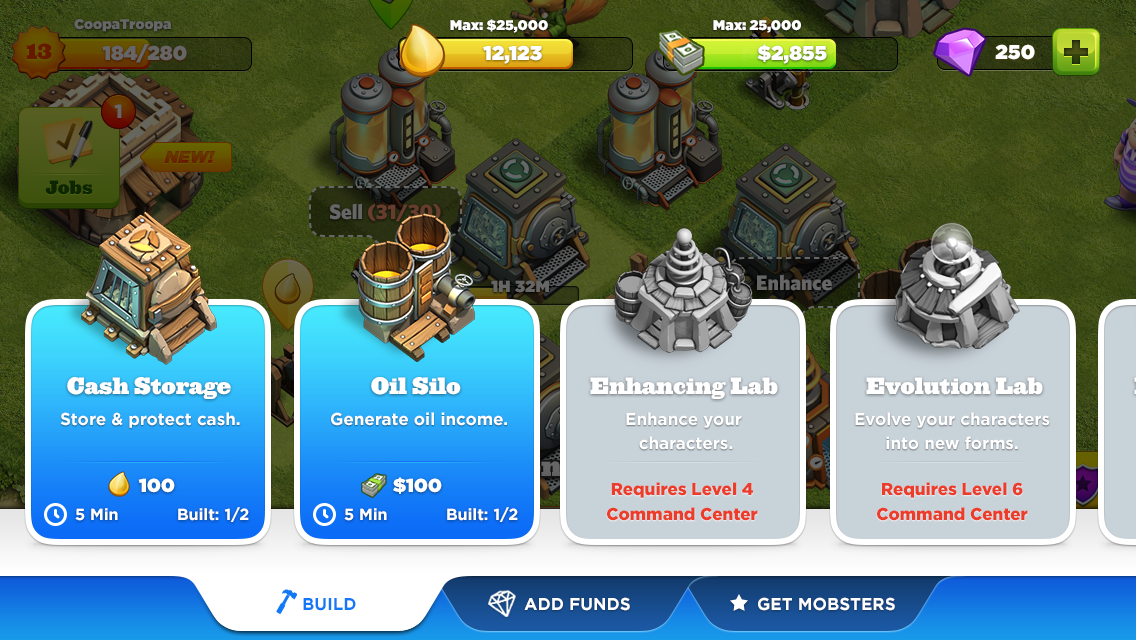 CoopaTroopa
13
184/280
Max: $25,000
12,123
Max: 25,000
$2,855
250
1
NEW!
Jobs
Sell (31/30)
1H 32M
Enhance
Cash Storage
Store & protect cash.
100
5 Min
Built: 1/2
Oil Silo
Generate oil income.
$100
5 Min
Built: 1/2
Enhancing Lab
Enhance your
characters.
Requires Level 4
Command Center
Evolution Lab
Evolve your characters
into new forms.
Requires Level 6
Command Center
BUILD
ADD FUNDS
GET MOBSTERS